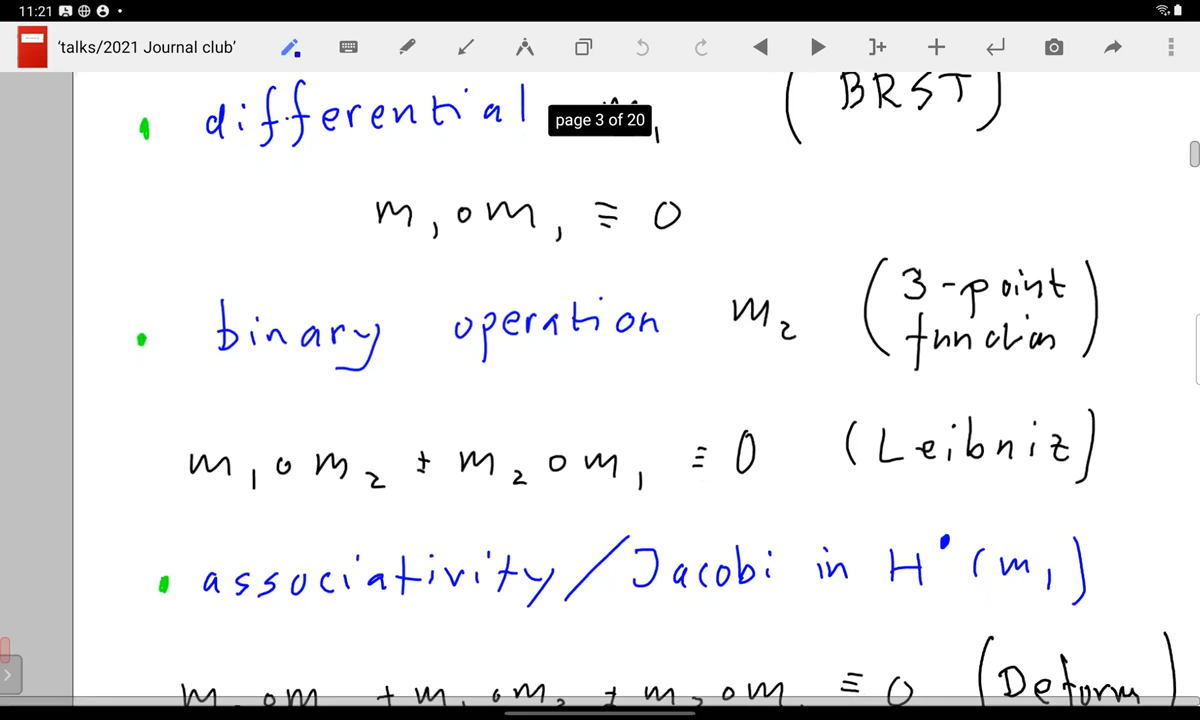 11:21
'talks/2021 Journal club'
differential (BRST)
page 3 of 20
m₁ ∘ m₁ ≡ 0
binary operation m₂ (3-point
m₁ ∘ m₂ ± m₂ ∘ m₁ ≡ 0 (Leibniz)
associativity / Jacobi in H•(m₁)
≡ 0 (Deform)